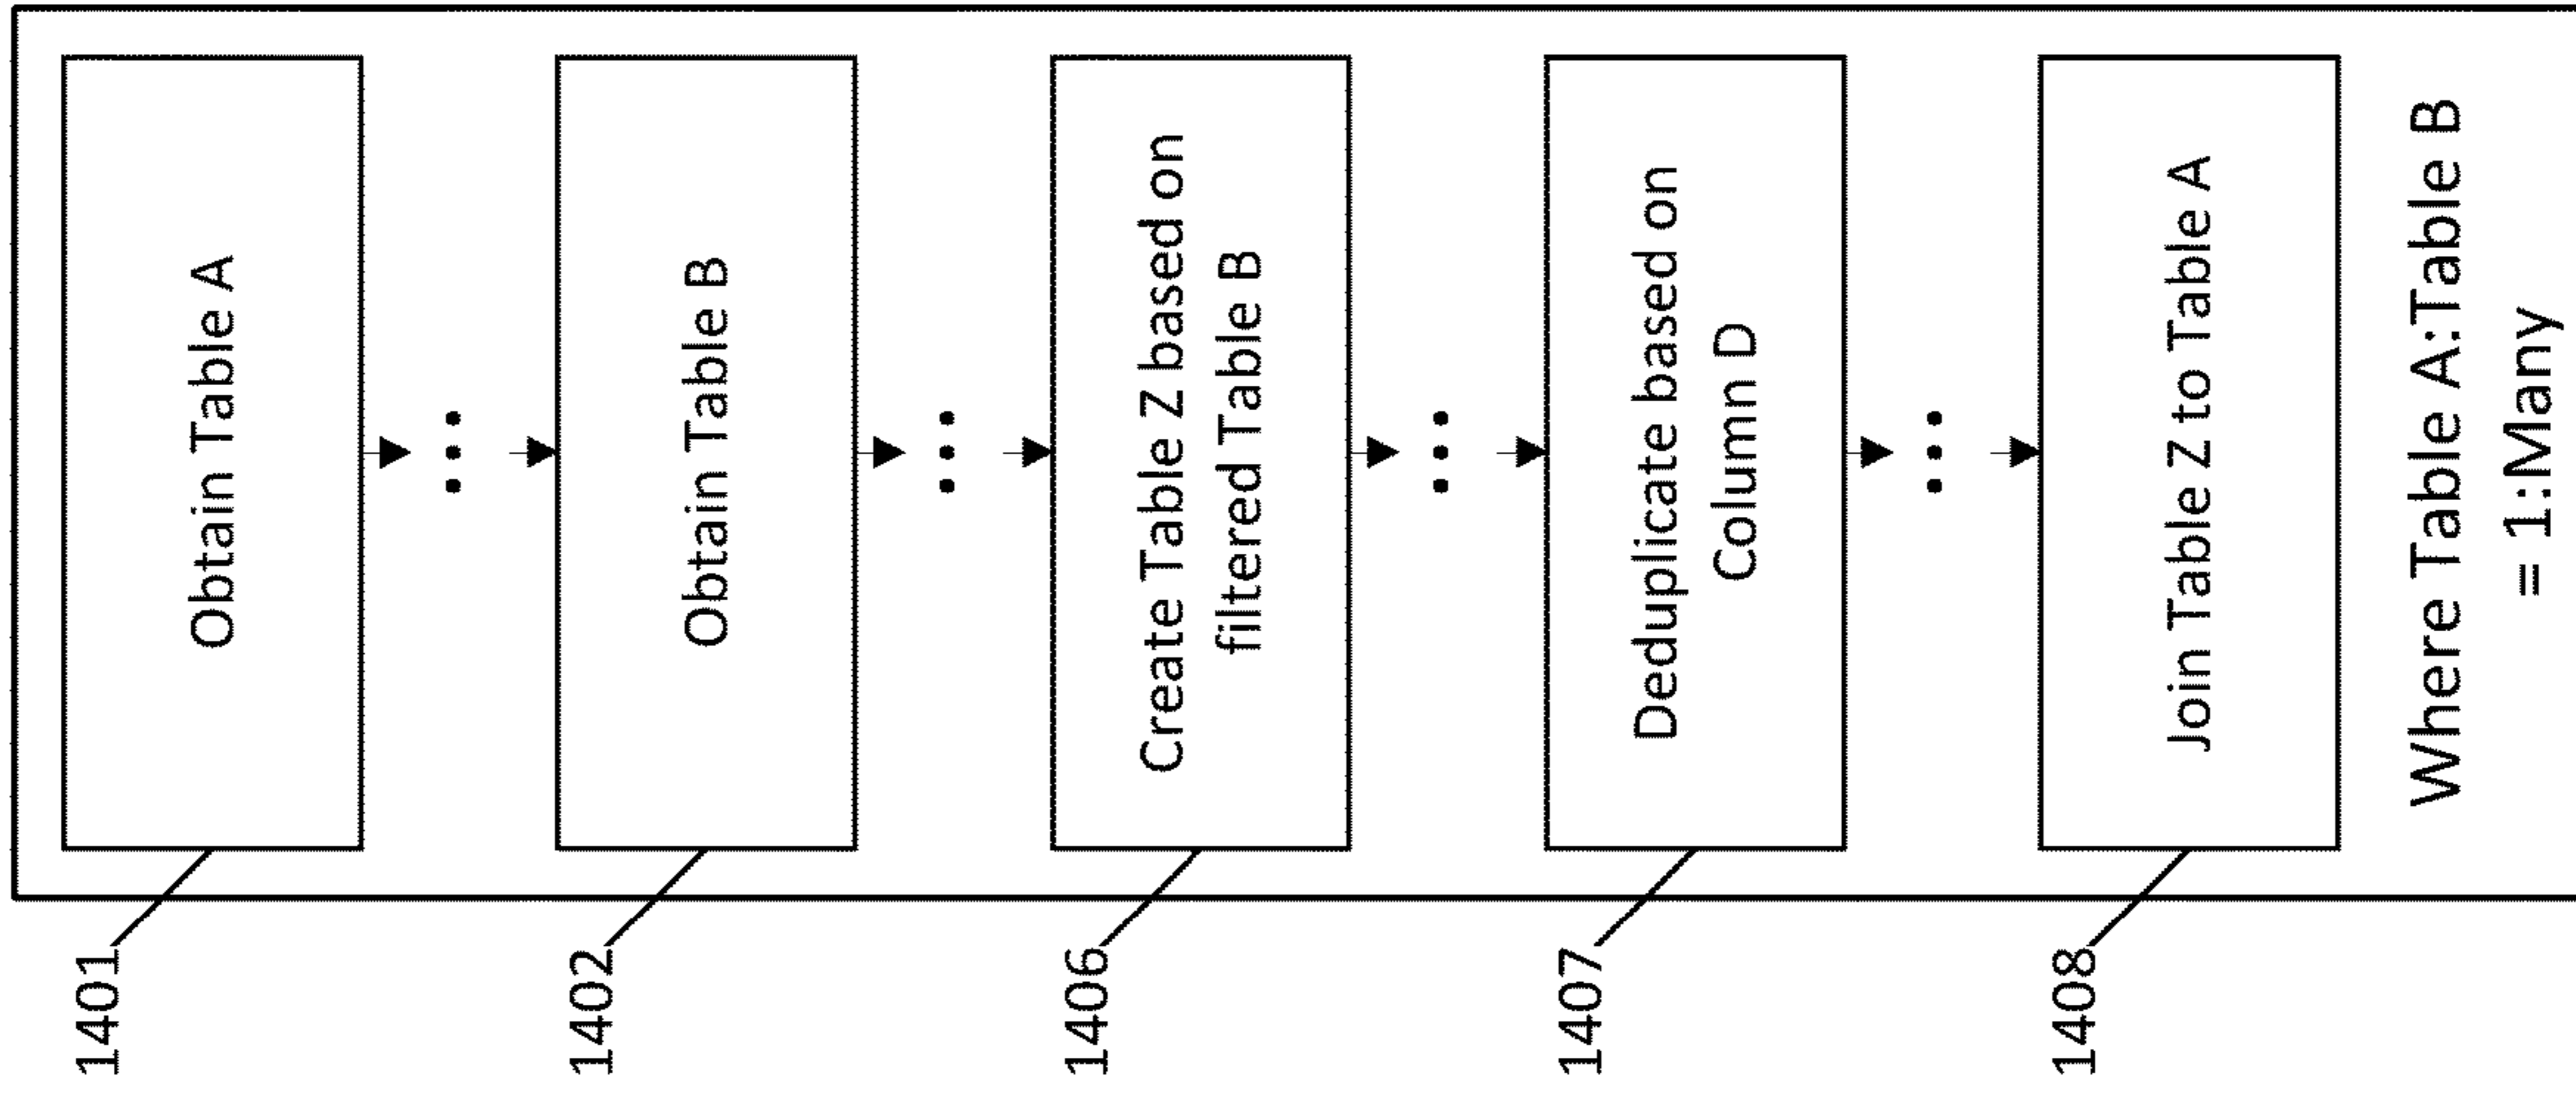 1401
Obtain Table A
1402
Obtain Table B
1406
Create Table Z based on
filtered Table B
1407
Deduplicate based on
Column D
1408
Join Table Z to Table A
Where Table A:Table B
= 1:Many